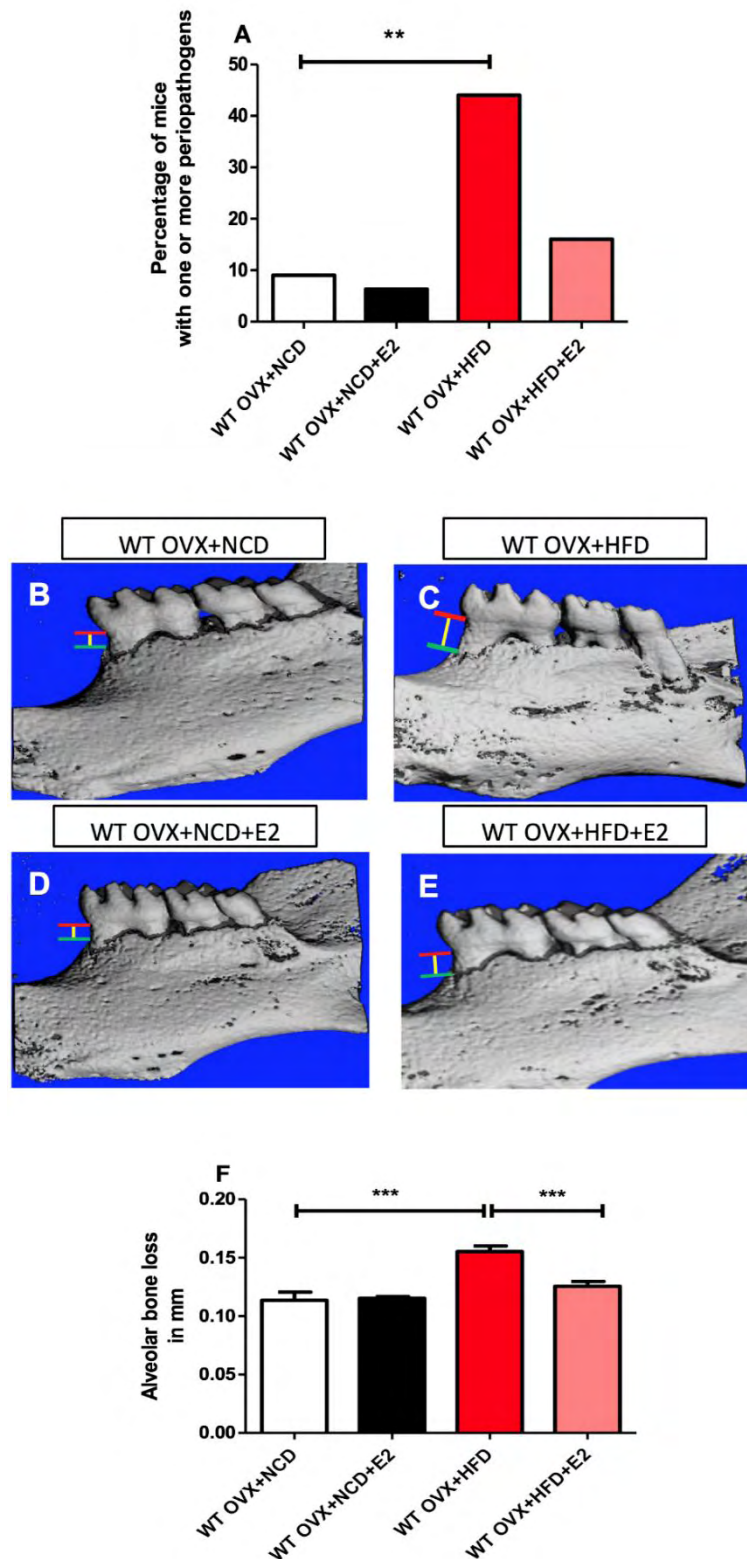 A
**
Percentage of mice
with one or more periopathogens
50
40
30
20
10
0
WT OVX+NCD
WT OVX+NCD+E2
WT OVX+HFD
WT OVX+HFD+E2
WT OVX+NCD
WT OVX+HFD
B
C
WT OVX+NCD+E2
WT OVX+HFD+E2
D
E
F
***
***
Alveolar bone loss
in mm
0.20
0.15
0.10
0.05
0.00
WT OVX+NCD
WT OVX+NCD+E2
WT OVX+HFD
WT OVX+HFD+E2